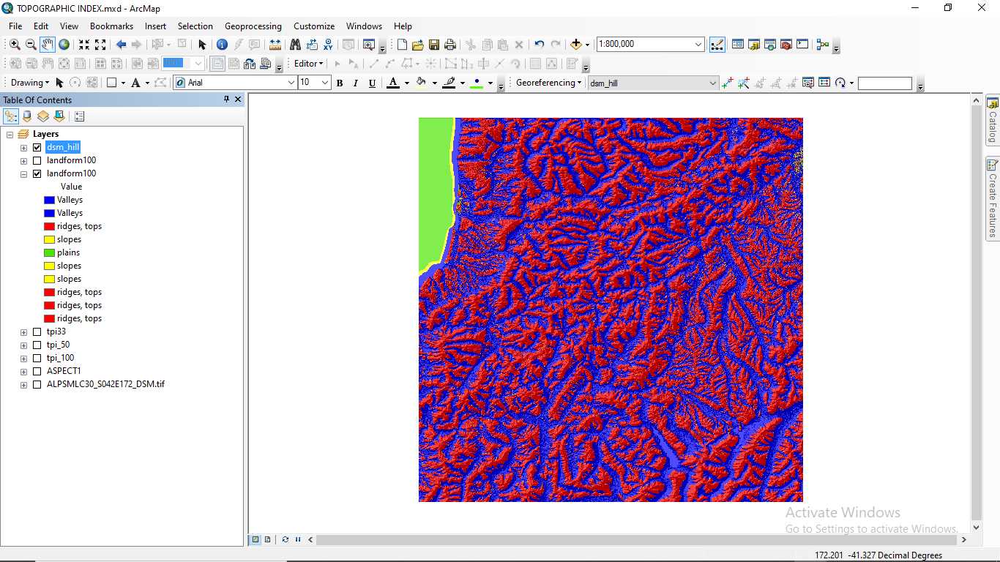 TOPOGRAPHIC INDEX.mxd - ArcMap
File Edit View Bookmarks Insert Selection Geoprocessing Customize Windows Help
1:800,000
100%
Editor
Drawing Arial 10 B I U A Georeferencing dsm_hill
Table Of Contents
Layers
dsm_hill
landform100
landform100
Value
Valleys
Valleys
ridges, tops
slopes
plains
slopes
slopes
ridges, tops
ridges, tops
ridges, tops
tpi33
tpi_50
tpi_100
ASPECT1
ALPSMLC30_S042E172_DSM.tif
Catalog
Create Features
Activate Windows
Go to Settings to activate Windows.
172.201 -41.327 Decimal Degrees